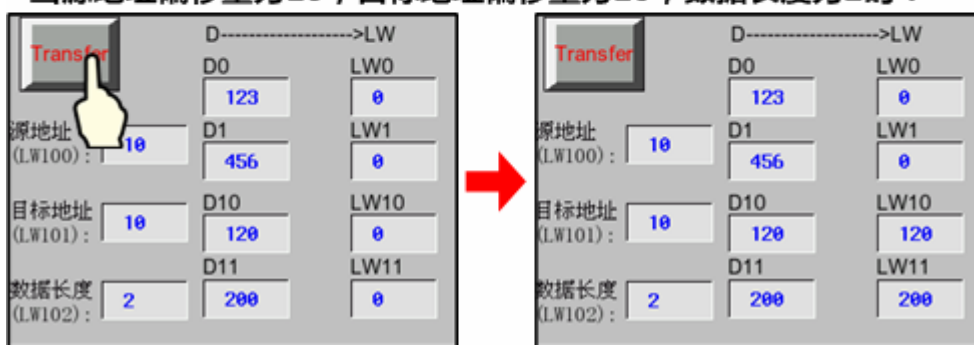 Transfer
D------------------->LW
D0 LW0
123 0
源地址 D1 LW1
(LW100): 10 456 0
目标地址 D10 LW10
(LW101): 10 120 0
数据长度 D11 LW11
(LW102): 2 200 0
Transfer
D------------------->LW
D0 LW0
123 0
源地址 D1 LW1
(LW100): 10 456 0
目标地址 D10 LW10
(LW101): 10 120 120
数据长度 D11 LW11
(LW102): 2 200 200